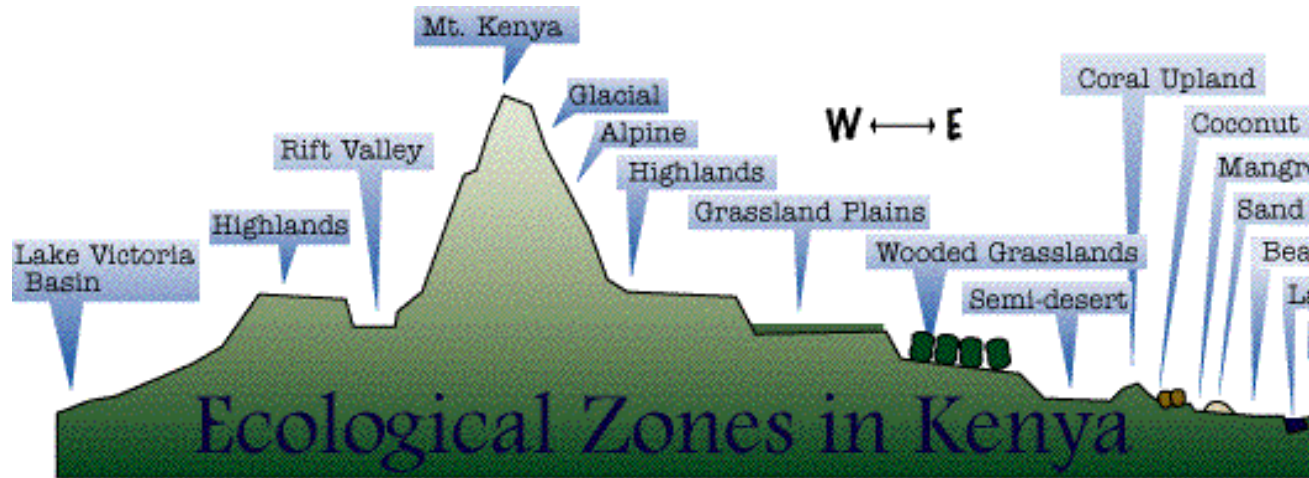 Mt. Kenya
Glacial
Coral Upland
W E
Coconut
Alpine
Rift Valley
Highlands
Grassland Plains
Sand
Highlands
Lake Victoria
Basin
Wooded Grasslands
Semi-desert
Ecological Zones in Kenya